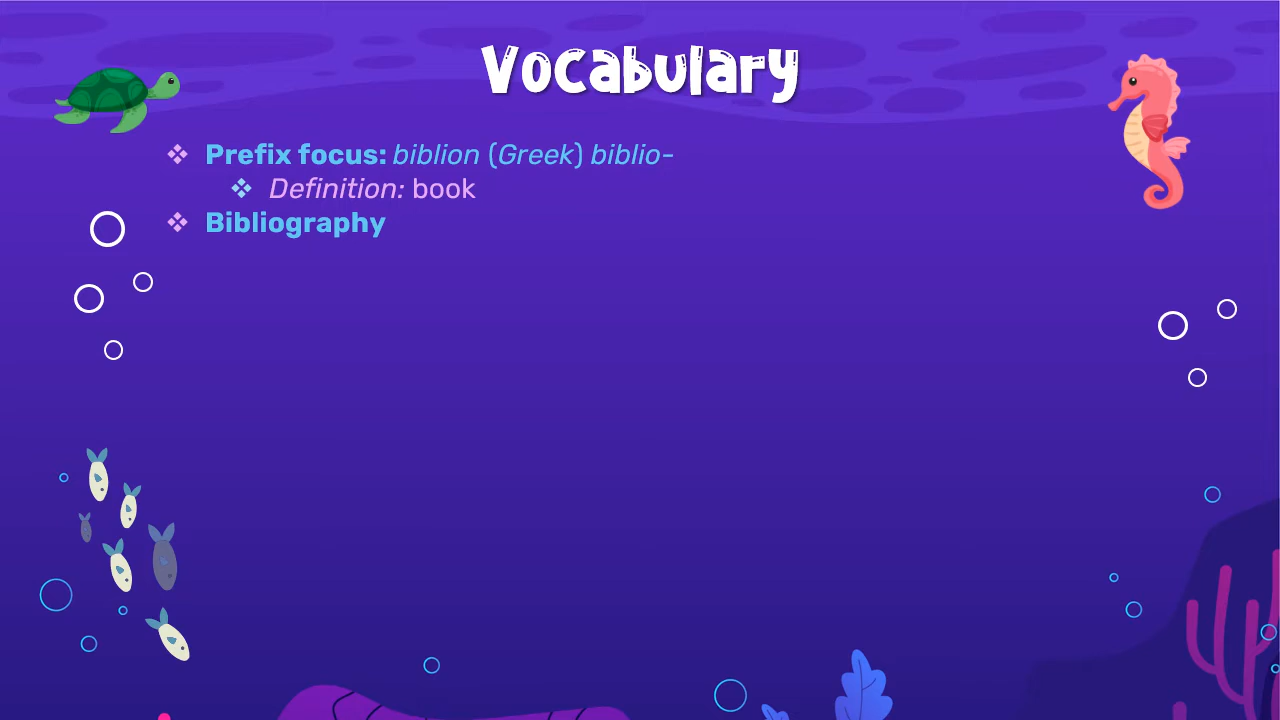 Vocabulary
❖ Prefix focus: biblion (Greek) biblio-
❖ Definition: book
❖ Bibliography